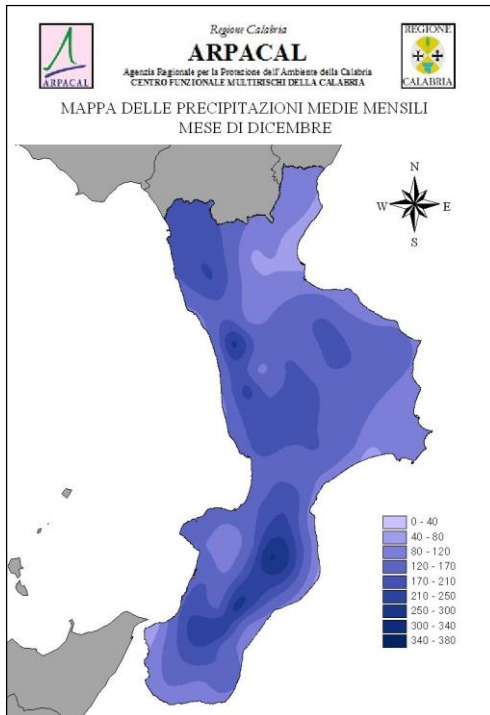 Regione Calabria
ARPACAL
Agenzia Regionale per la Protezione dell'Ambiente della Calabria
CENTRO FUNZIONALE MULTIRISCHI DELLA CALABRIA
ARPACAL
REGIONE
CALABRIA
MAPPA DELLE PRECIPITAZIONI MEDIE MENSILI
MESE DI DICEMBRE
N
W E
S
0 - 40
40 - 80
80 - 120
120 - 170
170 - 210
210 - 250
250 - 300
300 - 340
340 - 380